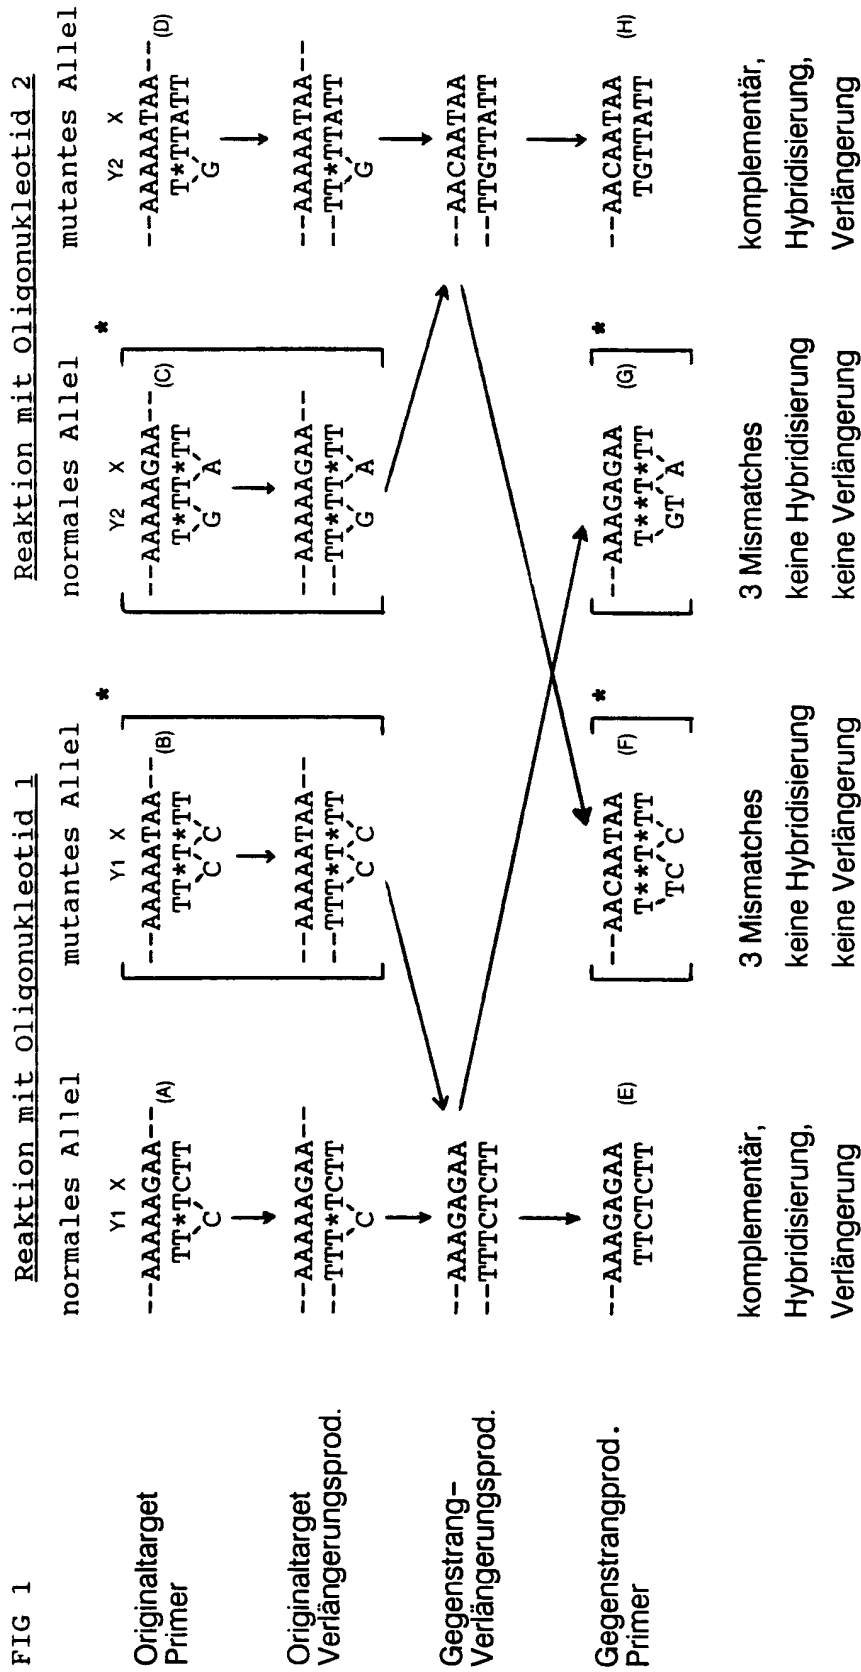 FIG 1
Reaktion mit Oligonukleotid 1
Reaktion mit Oligonukleotid 2
normales Allel
mutantes Allel
normales Allel
mutantes Allel
Originaltarget
Primer
Y1 X
--AAAAAGAA--
TT*TCTT
C
(A)
Y1 X
--AAAAATAA--
TT*T*TT
C C
(B)
*
Y2 X
--AAAAAGAA--
T*TT*TT
G A
(C)
*
Y2 X
--AAAAATAA--
T*TTATT
G
(D)
Originaltarget
Verlängerungsprod.
--AAAAAGAA--
--TTT*TCTT
C
--AAAAATAA--
--TTT*T*TT
C C
--AAAAAGAA--
--TT*TT*TT
G A
--AAAAATAA--
--TT*TTATT
G
Gegenstrang-
Verlängerungsprod.
--AAAGAGAA
--TTTCTCTT
--AACAATAA
--TTGTTATT
Gegenstrangprod.
Primer
--AAAGAGAA
TTCTCTT
(E)
--AACAATAA
T**T*TT
TC C
(F)
*
--AAAGAGAA
T**T*TT
GT A
(G)
*
--AACAATAA
TGTTATT
(H)
komplementär,
Hybridisierung,
Verlängerung
3 Mismatches
keine Hybridisierung
keine Verlängerung
3 Mismatches
keine Hybridisierung
keine Verlängerung
komplementär,
Hybridisierung,
Verlängerung